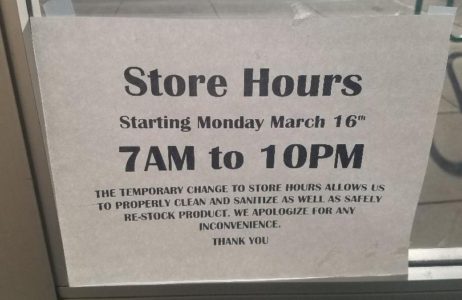 Store Hours
Starting Monday March 16th
7AM to 10PM
THE TEMPORARY CHANGE TO STORE HOURS ALLOWS US
TO PROPERLY CLEAN AND SANITIZE AS WELL AS SAFELY
RE-STOCK PRODUCT. WE APOLOGIZE FOR ANY
INCONVENIENCE.
THANK YOU